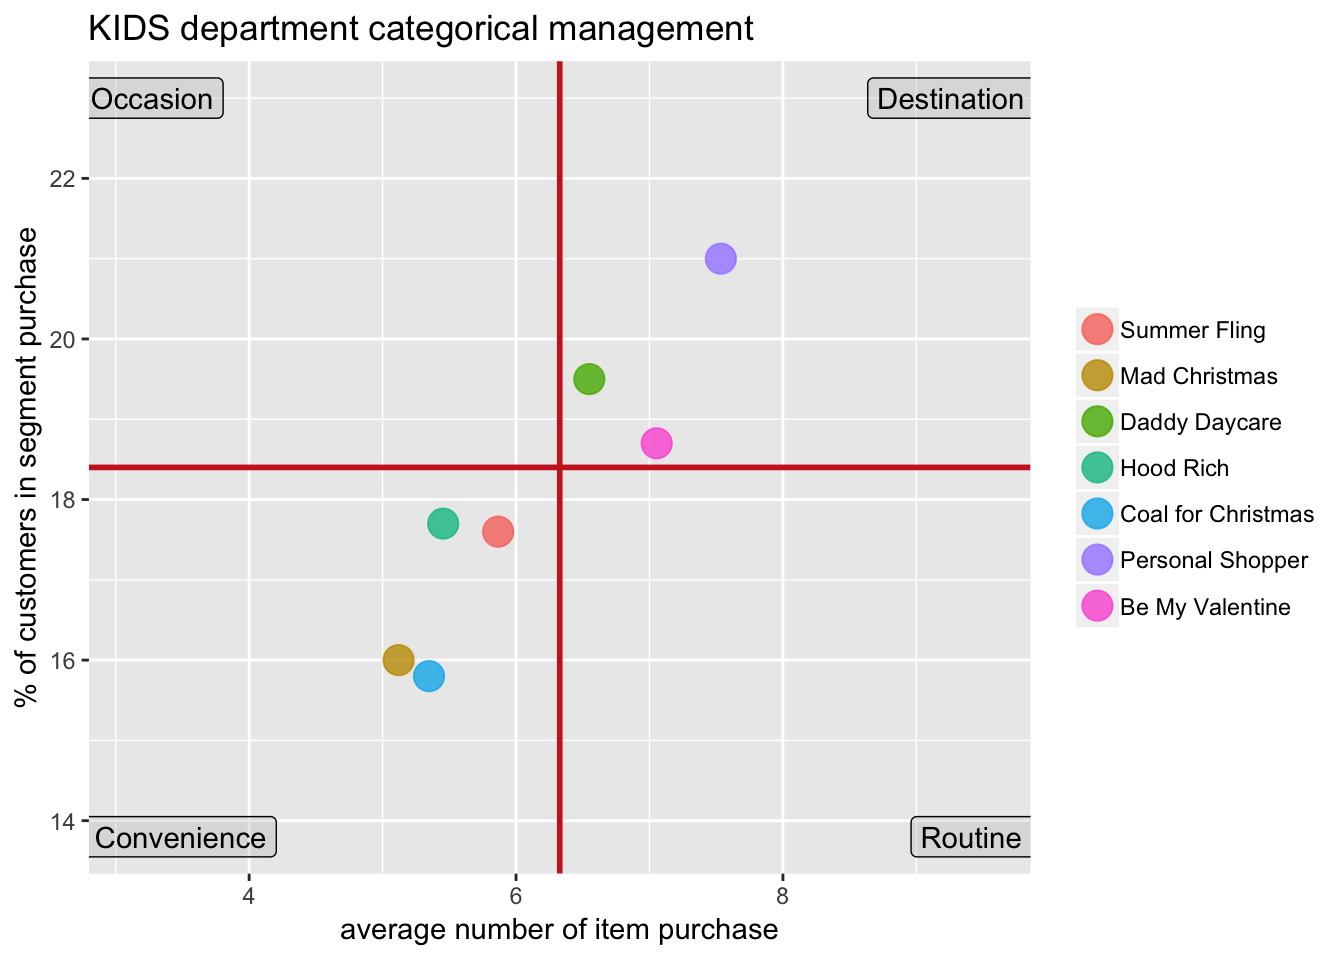 KIDS department categorical management
Occasion
Destination
22
20
18
16
14
% of customers in segment purchase
Convenience
Routine
4
6
8
average number of item purchase
Summer Fling
Mad Christmas
Daddy Daycare
Hood Rich
Coal for Christmas
Personal Shopper
Be My Valentine